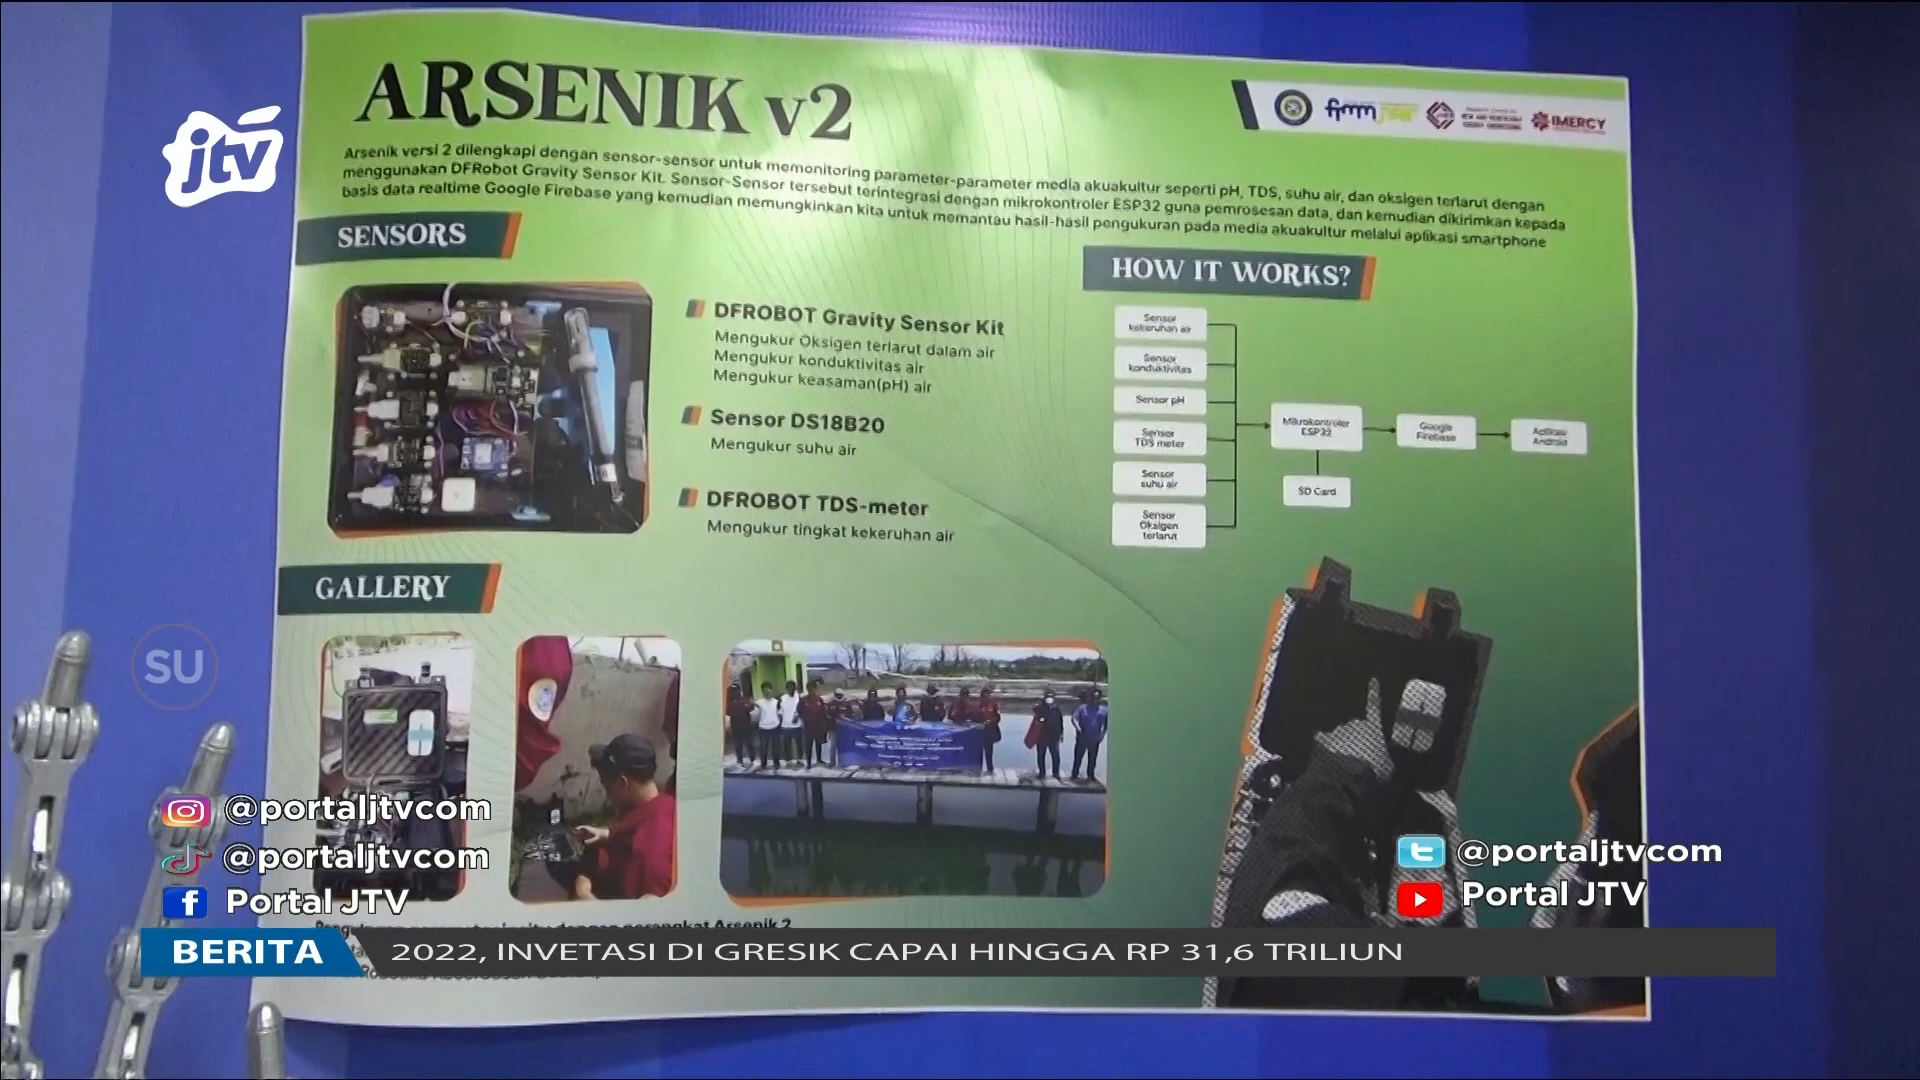 jtv
ARSENIK v2
fimm
IMERCY
Arsenik versi 2 dilengkapi dengan sensor-sensor untuk memonitoring parameter-parameter media akuakultur seperti pH, TDS, suhu air, dan oksigen terlarut dengan
menggunakan DFRobot Gravity Sensor Kit. Sensor-Sensor tersebut terintegrasi dengan mikrokontroler ESP32 guna pemrosesan data, dan kemudian dikirimkan kepada
basis data realtime Google Firebase yang kemudian memungkinkan kita untuk memantau hasil-hasil pengukuran pada media akuakultur melalui aplikasi smartphone
SENSORS
DFROBOT Gravity Sensor Kit
Mengukur Oksigen terlarut dalam air
Mengukur konduktivitas air
Mengukur keasaman(pH) air
Sensor DS18B20
Mengukur suhu air
DFROBOT TDS-meter
Mengukur tingkat kekeruhan air
HOW IT WORKS?
Sensor
kekeruhan air
Sensor
konduktivitas
Sensor pH
Sensor
TDS meter
Sensor
suhu air
Sensor
Oksigen
terlarut
Mikrokontroler
ESP32
SD Card
Google
Firebase
Aplikasi
Android
GALLERY
SU
@portaljtvcom
@portaljtvcom
Portal JTV
@portaljtvcom
Portal JTV
perangkat Arsenik 2
BERITA
2022, INVETASI DI GRESIK CAPAI HINGGA RP 31,6 TRILIUN